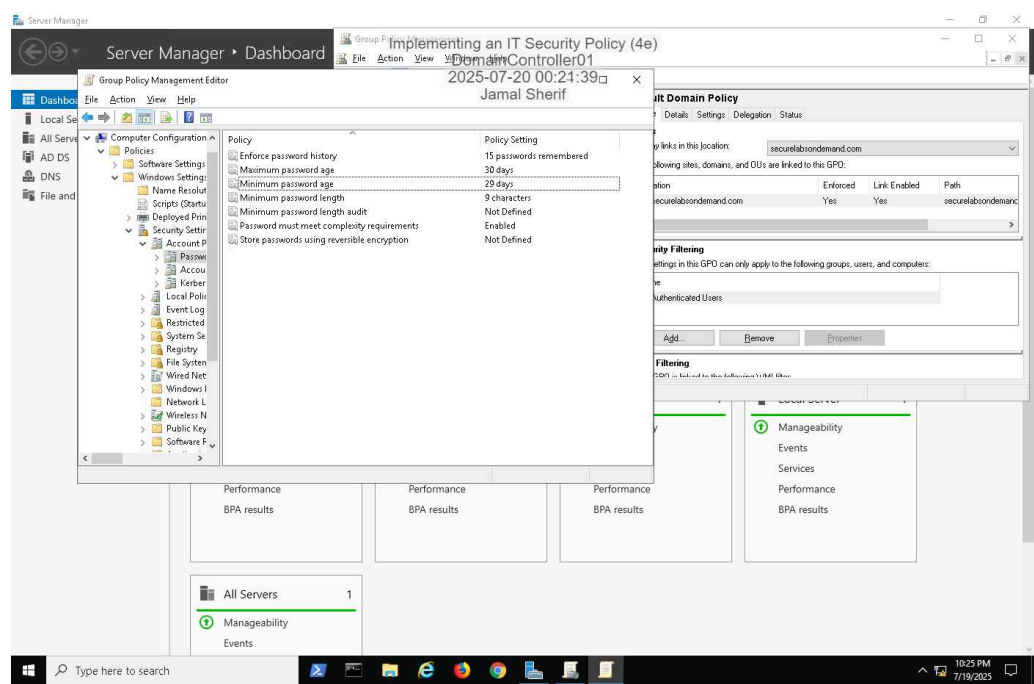 Server Manager
Server Manager • Dashboard
Implementing an IT Security Policy (4e)
DomainController01
2025-07-20 00:21:39
Jamal Sherif
File Action View
Group Policy Management Editor
File Action View Help
Dashbo
Local Se
All Serve
AD DS
DNS
File and
Computer Configuration
Policies
Software Settings
Windows Setting:
Name Resolut
Scripts (Startu
Deployed Prin
Security Settir
Account P
Passwo
Accou
Kerber
Local Polic
Event Log
Restricted
System Se
Registry
File System
Wired Net
Windows I
Network L
Wireless N
Public Key
Software F
Policy Policy Setting
Enforce password history 15 passwords remembered
Maximum password age 30 days
Minimum password age 29 days
Minimum password length 9 characters
Minimum password length audit Not Defined
Password must meet complexity requirements Enabled
Store passwords using reversible encryption Not Defined
ult Domain Policy
Details Settings Delegation Status
y links in this location: securelabsondemand.com
ollowing sites, domains, and OUs are linked to this GPO:
ation Enforced Link Enabled Path
ecurelabsondemand.com Yes Yes securelabsondemanc
rity Filtering
ettings in this GPO can only apply to the following groups, users, and computers:
ne
Authenticated Users
Add... Remove Properties
Filtering
Manageability
Events
Services
Performance Performance Performance Performance
BPA results BPA results BPA results BPA results
All Servers 1
Manageability
Events
Type here to search
10:25 PM
7/19/2025